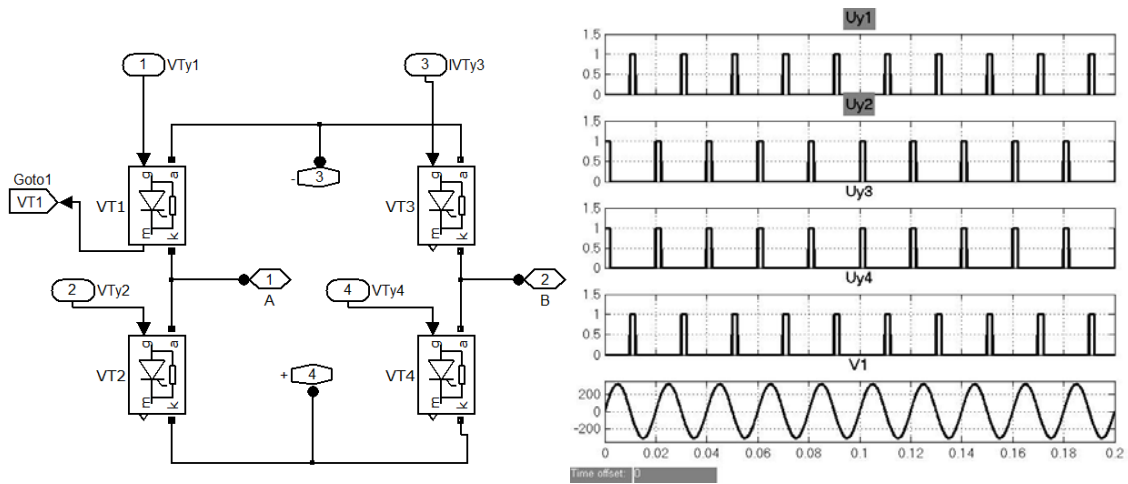 1 VTy1
3 IVTy3
g a
m k
VT1
Goto1
VT1
- 3
g a
m k
VT3
1
A
2
B
2 VTy2
4 VTy4
g a
m k
VT2
+ 4
g a
m k
VT4
Uy1
1.5
1
0.5
0
Uy2
1.5
1
0.5
0
Uy3
1.5
1
0.5
0
Uy4
1.5
1
0.5
0
V1
200
0
-200
0 0.02 0.04 0.06 0.08 0.1 0.12 0.14 0.16 0.18 0.2
Time offset: 0